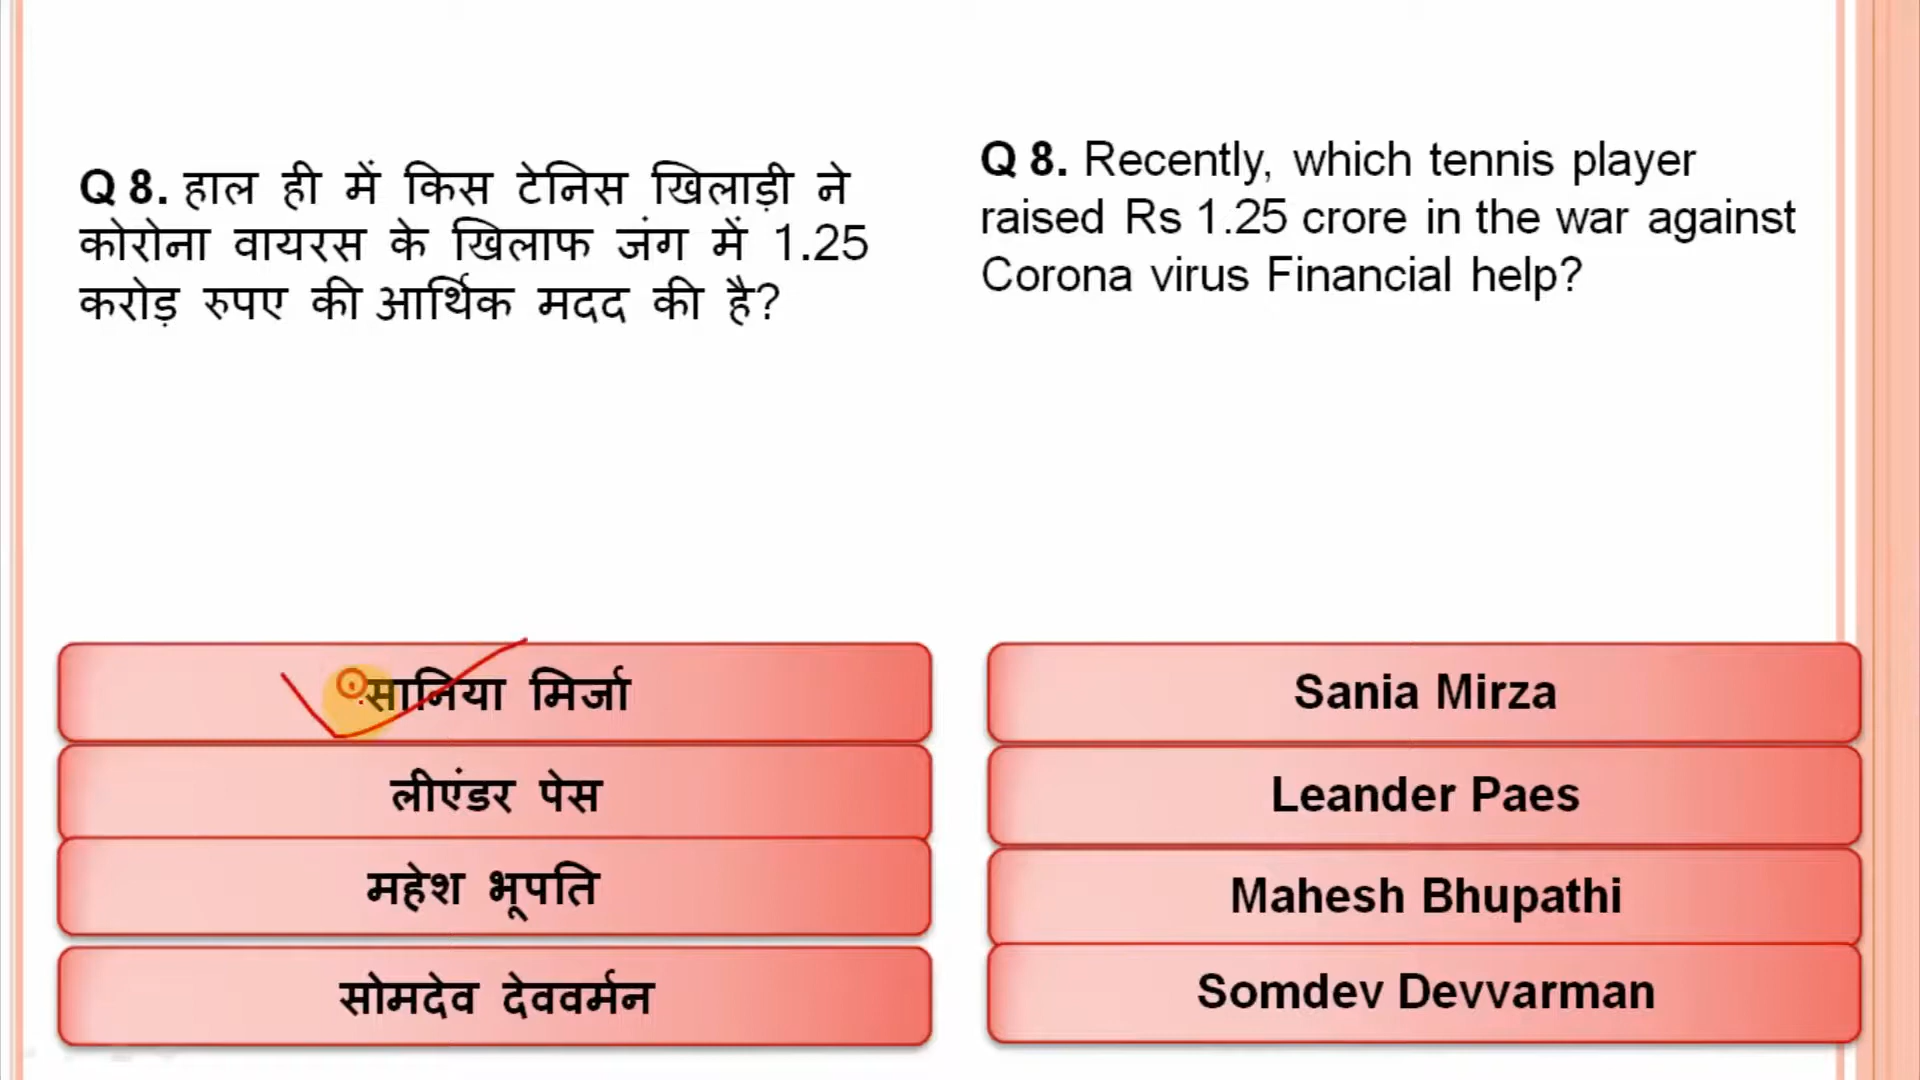 Q 8. हाल ही में किस टेनिस खिलाड़ी ने
कोरोना वायरस के खिलाफ जंग में 1.25
करोड़ रुपए की आर्थिक मदद की है?
Q 8. Recently, which tennis player
raised Rs 1.25 crore in the war against
Corona virus Financial help?
सानिया मिर्जा
लीएंडर पेस
महेश भूपति
सोमदेव देववर्मन
Sania Mirza
Leander Paes
Mahesh Bhupathi
Somdev Devvarman